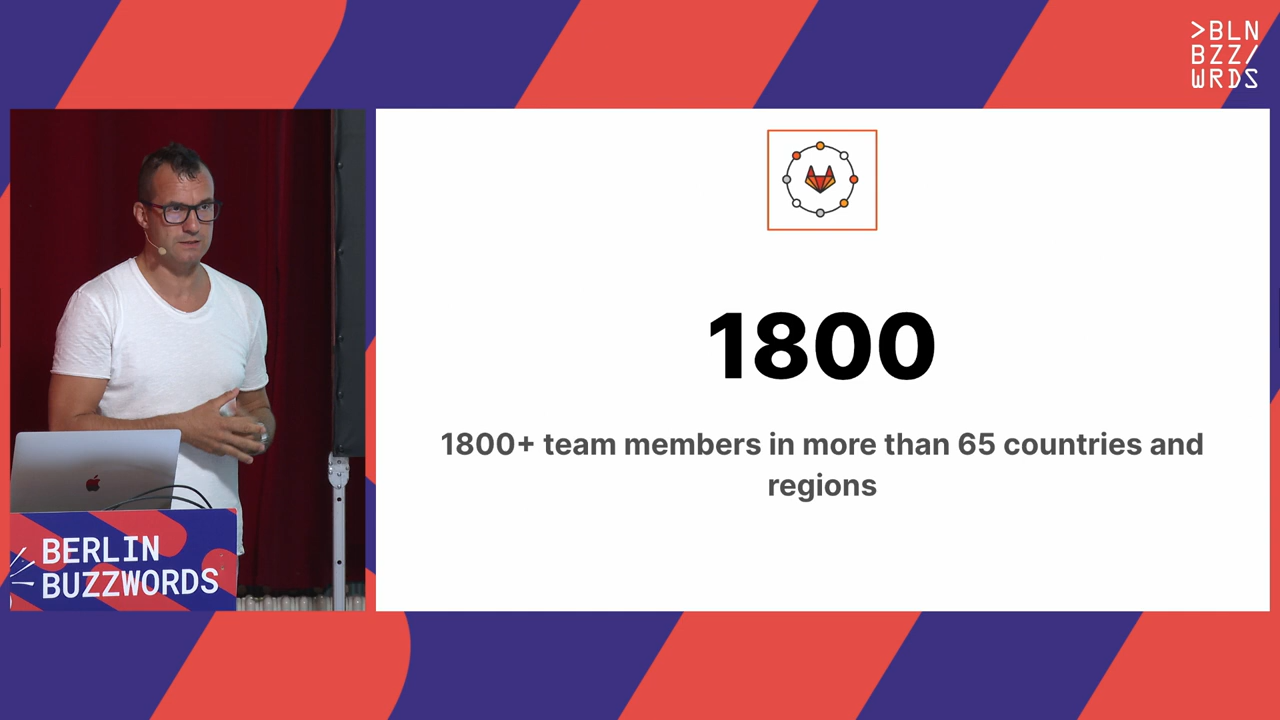 >BLN
BZZ/
WRDS
1800
1800+ team members in more than 65 countries and
regions
BERLIN
BUZZWORDS